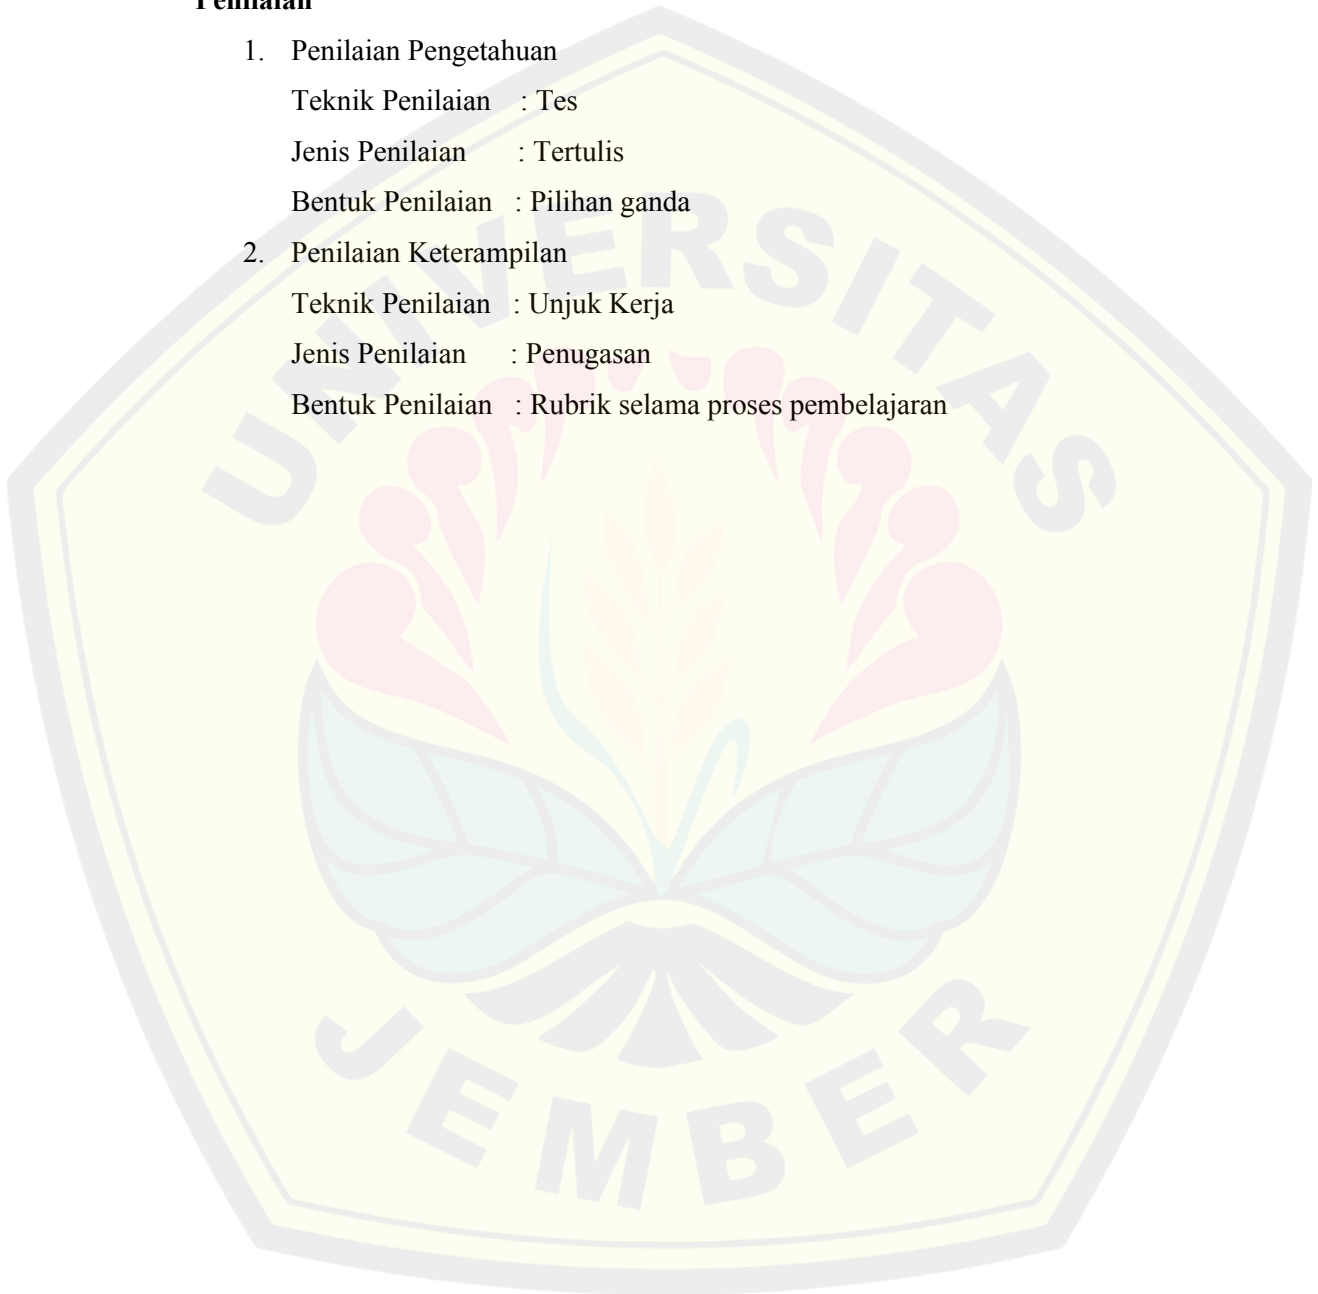 Penilaian
1. Penilaian Pengetahuan
Teknik Penilaian : Tes
Jenis Penilaian : Tertulis
Bentuk Penilaian : Pilihan ganda
2. Penilaian Keterampilan
Teknik Penilaian : Unjuk Kerja
Jenis Penilaian : Penugasan
Bentuk Penilaian : Rubrik selama proses pembelajaran
UNIVERSITAS
JEMBER